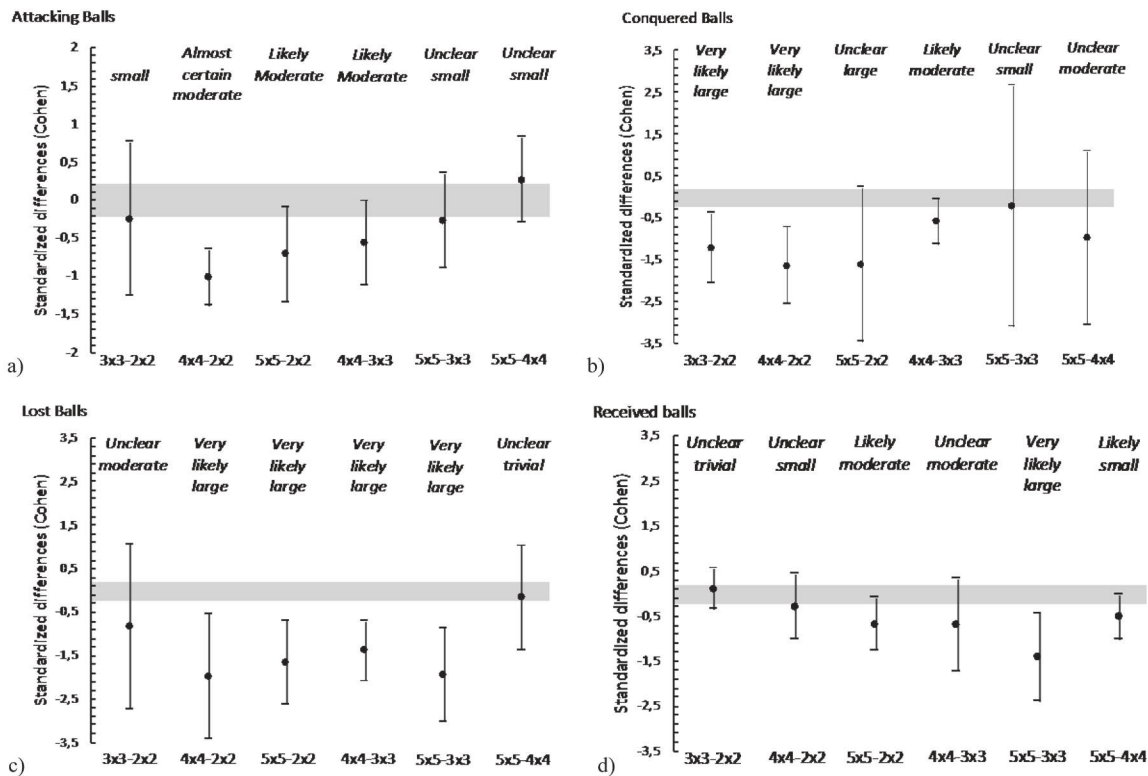 Attacking Balls
Standardized differences (Cohen)
2
1,5
1
0,5
0
-0,5
-1
-1,5
-2
small
Almost
certain
moderate
Likely
Moderate
Likely
Moderate
Unclear
small
Unclear
small
3x3-2x2 4x4-2x2 5x5-2x2 4x4-3x3 5x5-3x3 5x5-4x4
a)
Conquered Balls
Standardized differences (Cohen)
3,5
2,5
1,5
0,5
-0,5
-1,5
-2,5
-3,5
Very
likely
large
Very
likely
large
Unclear
large
Likely
moderate
Unclear
small
Unclear
moderate
3x3-2x2 4x4-2x2 5x5-2x2 4x4-3x3 5x5-3x3 5x5-4x4
b)
Lost Balls
Standardized differences (Cohen)
3,5
2,5
1,5
0,5
-0,5
-1,5
-2,5
-3,5
Unclear
moderate
Very
likely
large
Very
likely
large
Very
likely
large
Very
likely
large
Unclear
trivial
3x3-2x2 4x4-2x2 5x5-2x2 4x4-3x3 5x5-3x3 5x5-4x4
c)
Received balls
Standardized differences (Cohen)
3,5
2,5
1,5
0,5
-0,5
-1,5
-2,5
-3,5
Unclear
trivial
Unclear
small
Likely
moderate
Unclear
moderate
Very
likely
large
Likely
small
3x3-2x2 4x4-2x2 5x5-2x2 4x4-3x3 5x5-3x3 5x5-4x4
d)